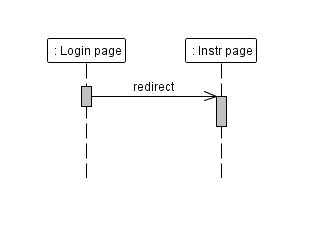 : Login page
: Instr page
redirect